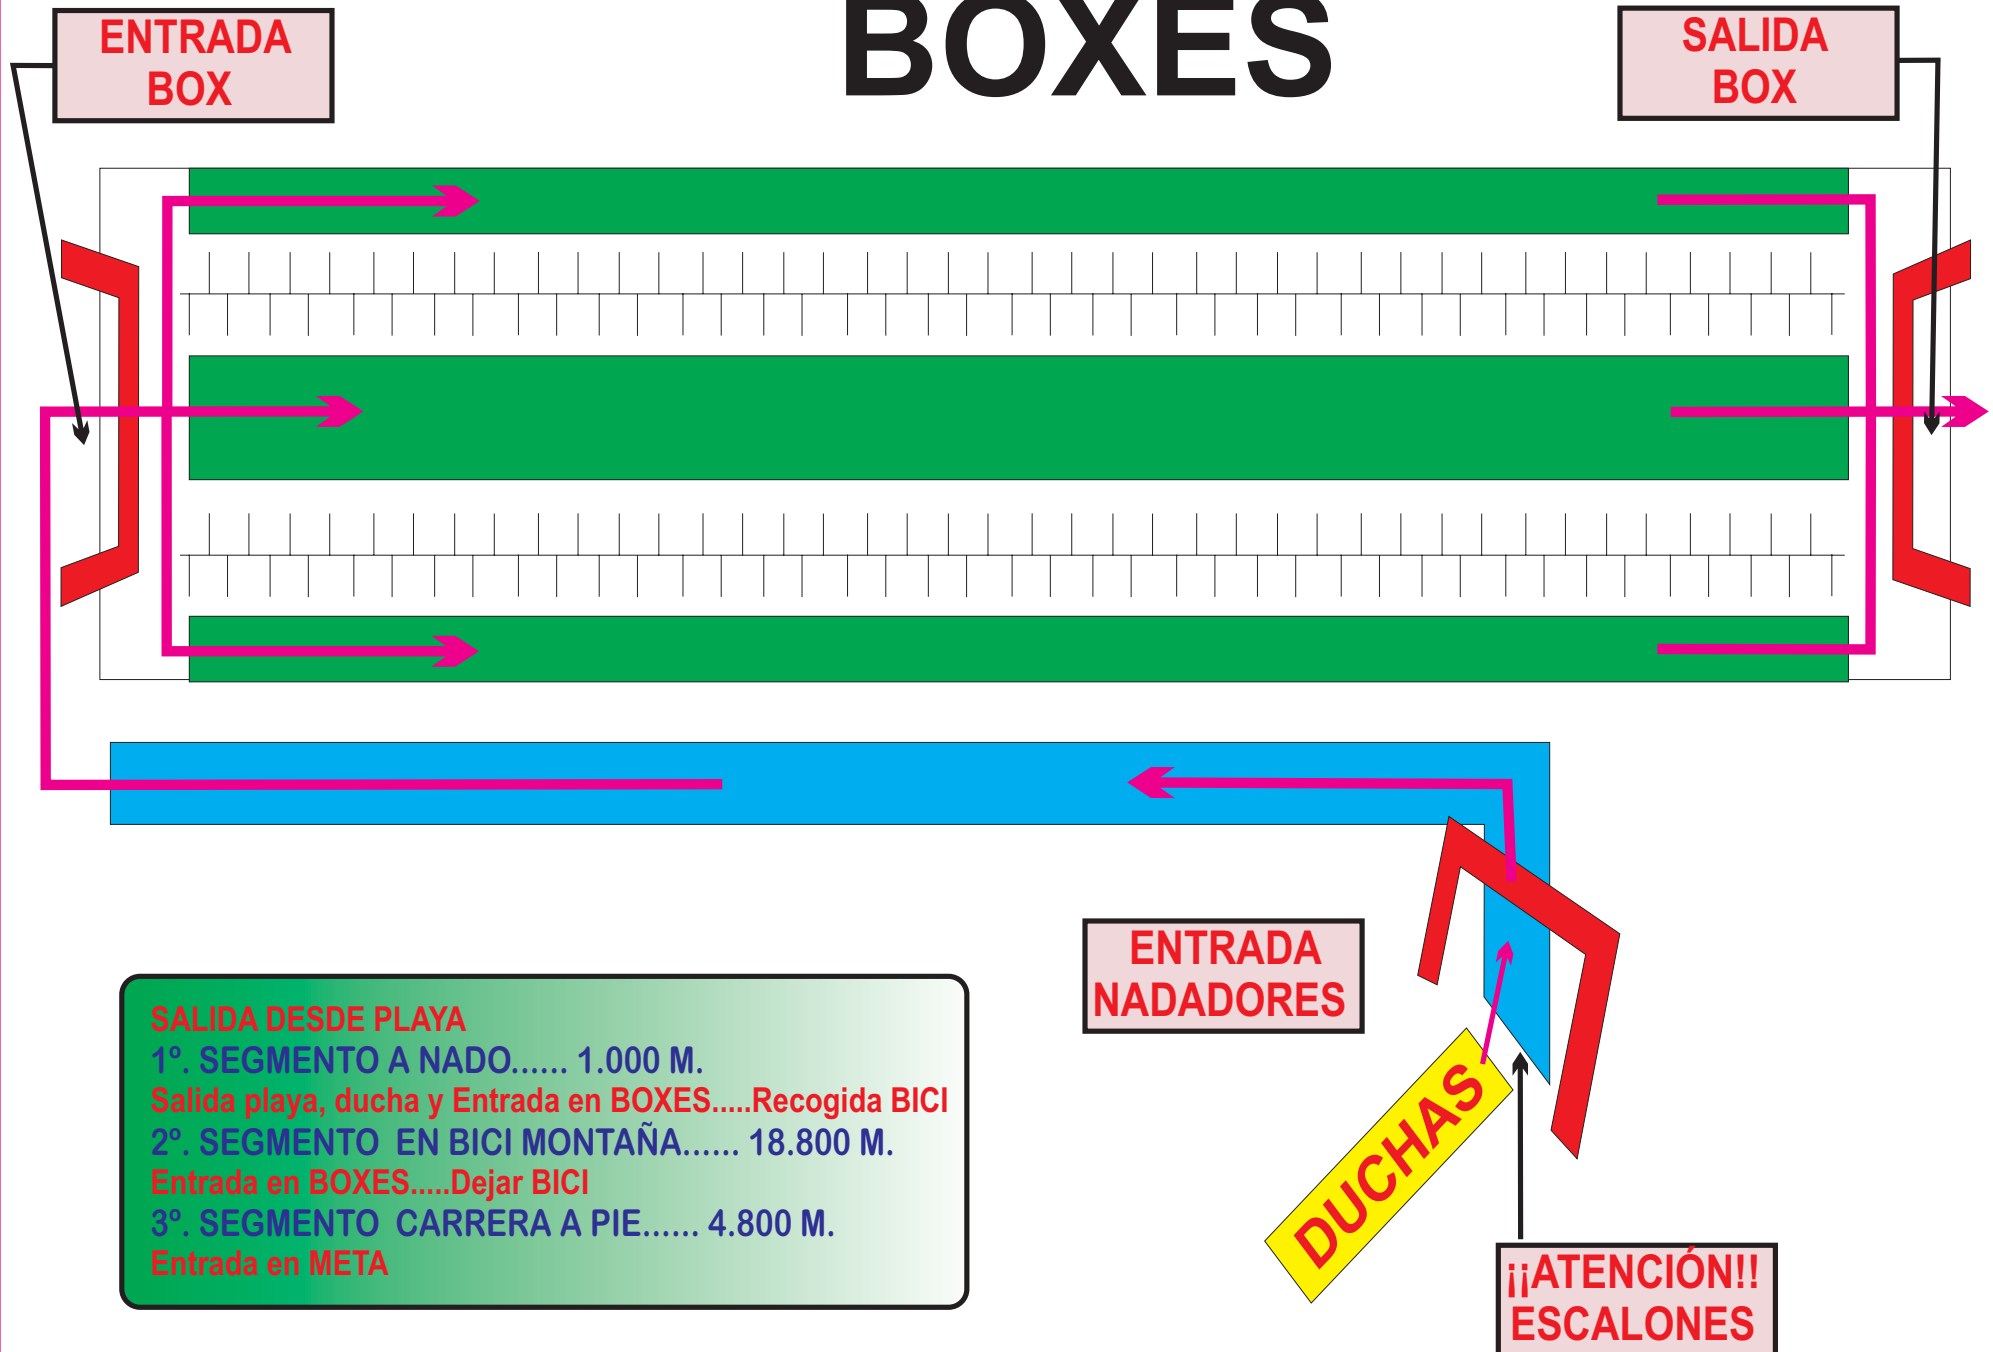 BOXES
ENTRADA
BOX
SALIDA
BOX
ENTRADA
NADADORES
SALIDA DESDE PLAYA
1º. SEGMENTO A NADO...... 1.000 M.
Salida playa, ducha y Entrada en BOXES.....Recogida BICI
2º. SEGMENTO EN BICI MONTAÑA...... 18.800 M.
Entrada en BOXES.....Dejar BICI
3º. SEGMENTO CARRERA A PIE...... 4.800 M.
Entrada en META
DUCHAS
¡¡ATENCIÓN!!
ESCALONES